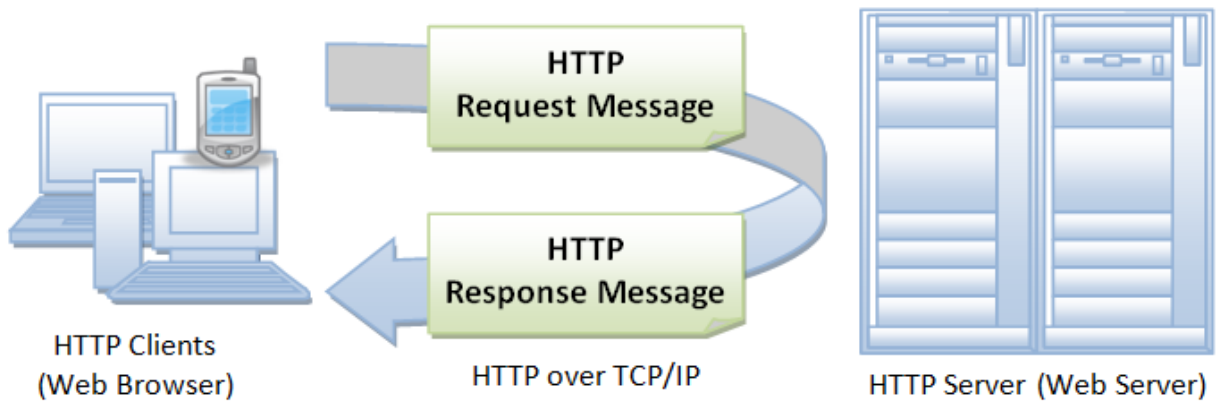 HTTP
Request Message
HTTP
Response Message
HTTP Clients
(Web Browser)
HTTP over TCP/IP
HTTP Server (Web Server)